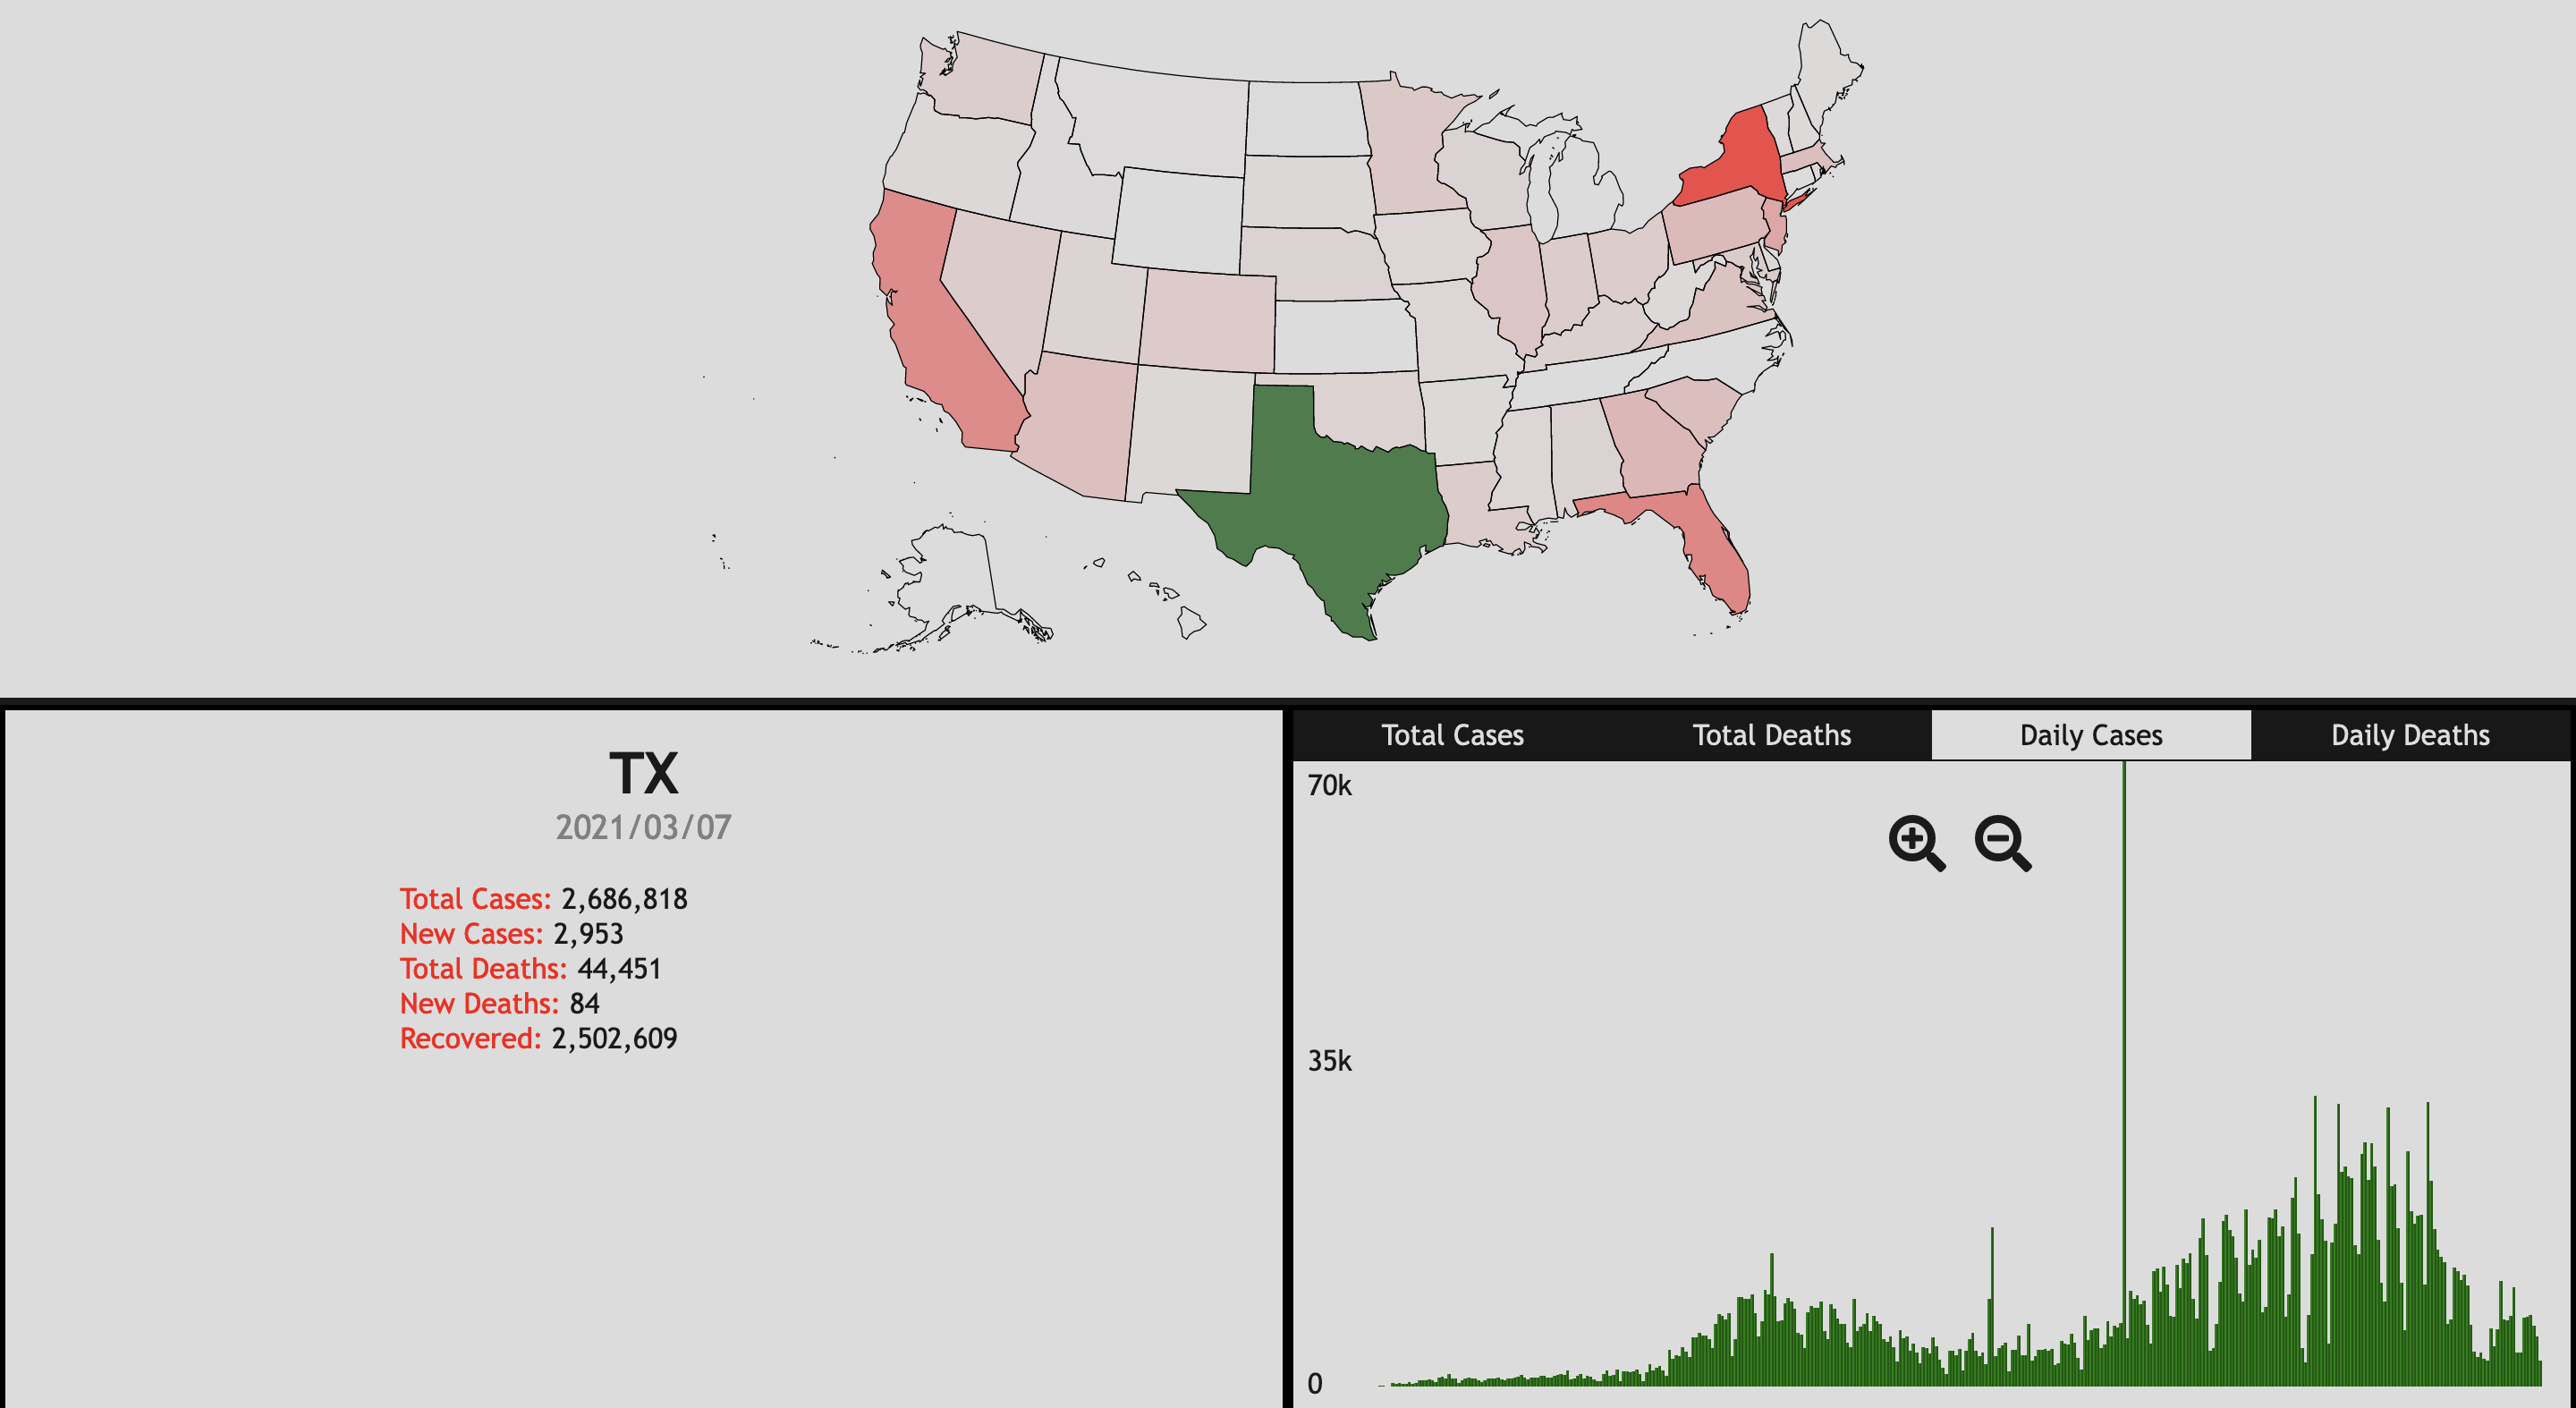 TX
2021/03/07
Total Cases: 2,686,818
New Cases: 2,953
Total Deaths: 44,451
New Deaths: 84
Recovered: 2,502,609
Total Cases
Total Deaths
Daily Cases
Daily Deaths
70k
35k
0